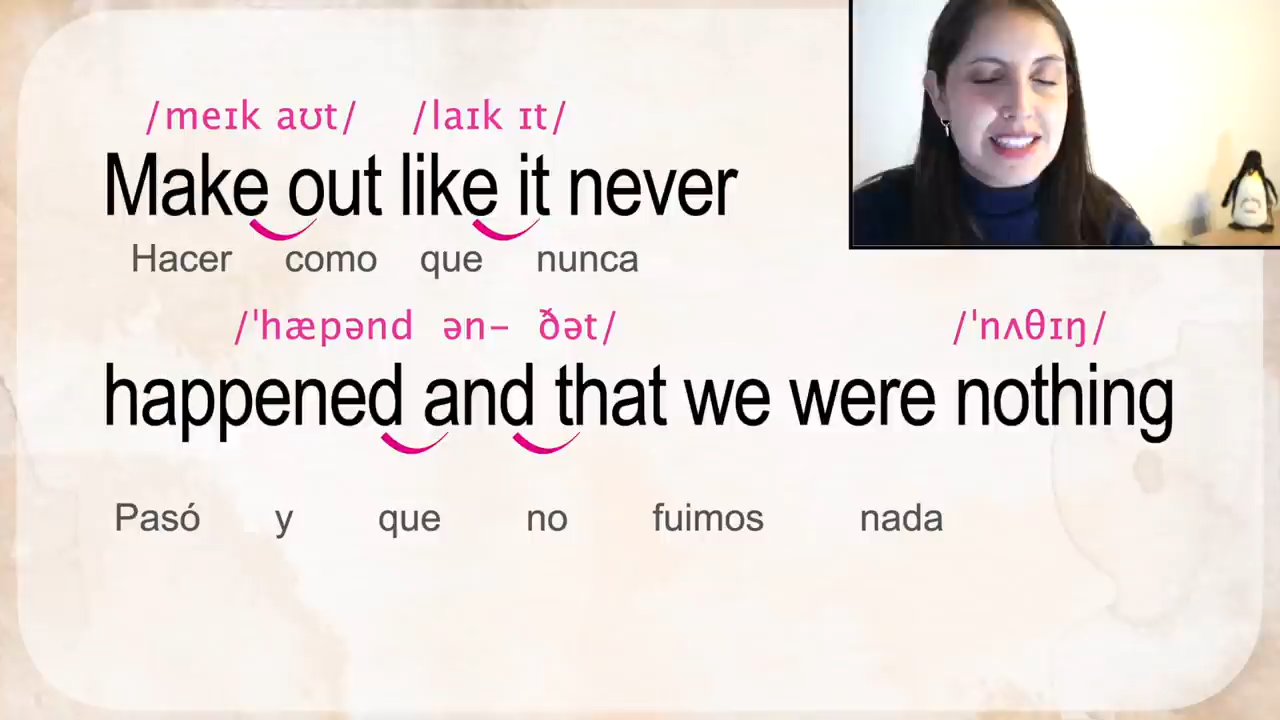 /meɪk aʊt/ /laɪk ɪt/
Make out like it never
Hacer como que nunca
/ˈhæpənd ən– ðət/ /ˈnʌθɪŋ/
happened and that we were nothing
Pasó y que no fuimos nada